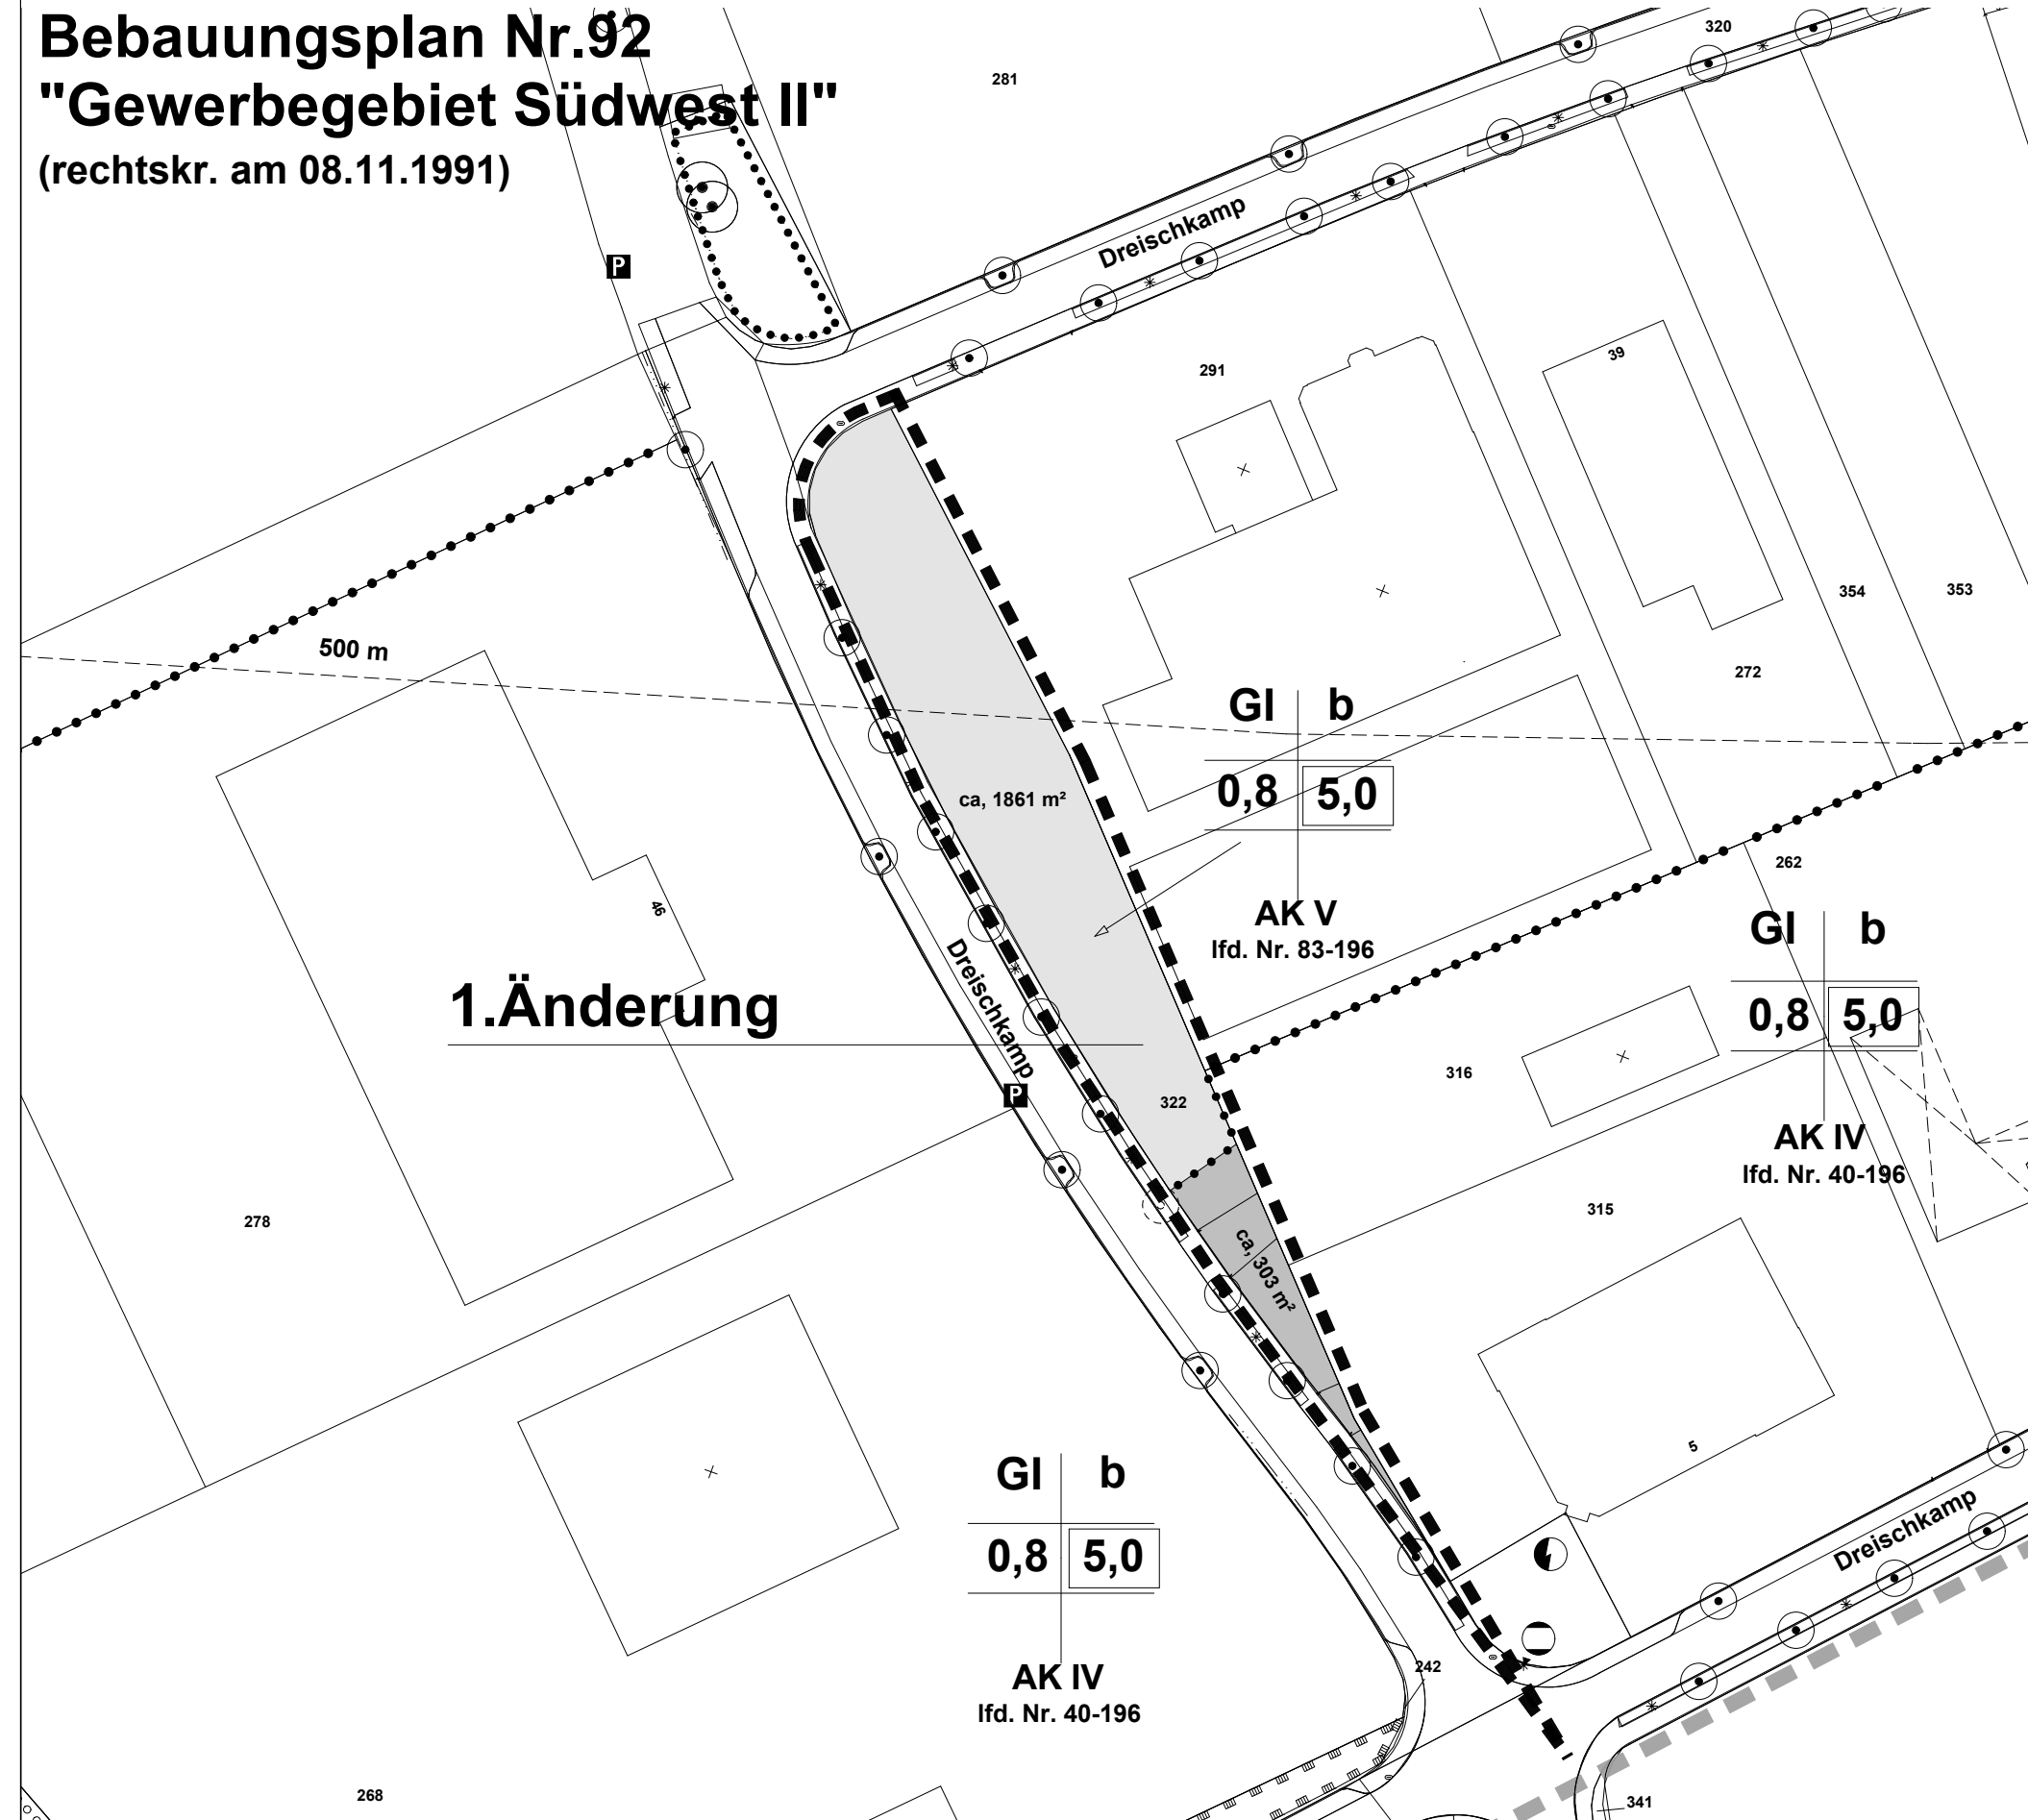 Bebauungsplan Nr.92
"Gewerbegebiet Südwest II"
(rechtskr. am 08.11.1991)
320
281
Dreischkamp
P
291
39
354
353
500 m
272
GI b
0,8 5,0
ca, 1861 m²
262
46
AK V
lfd. Nr. 83-196
GI b
0,8 5,0
Dreischkamp
1.Änderung
P
316
322
AK IV
lfd. Nr. 40-196
315
278
ca, 303 m²
5
GI b
0,8 5,0
Dreischkamp
AK IV
lfd. Nr. 40-196
242
268
341